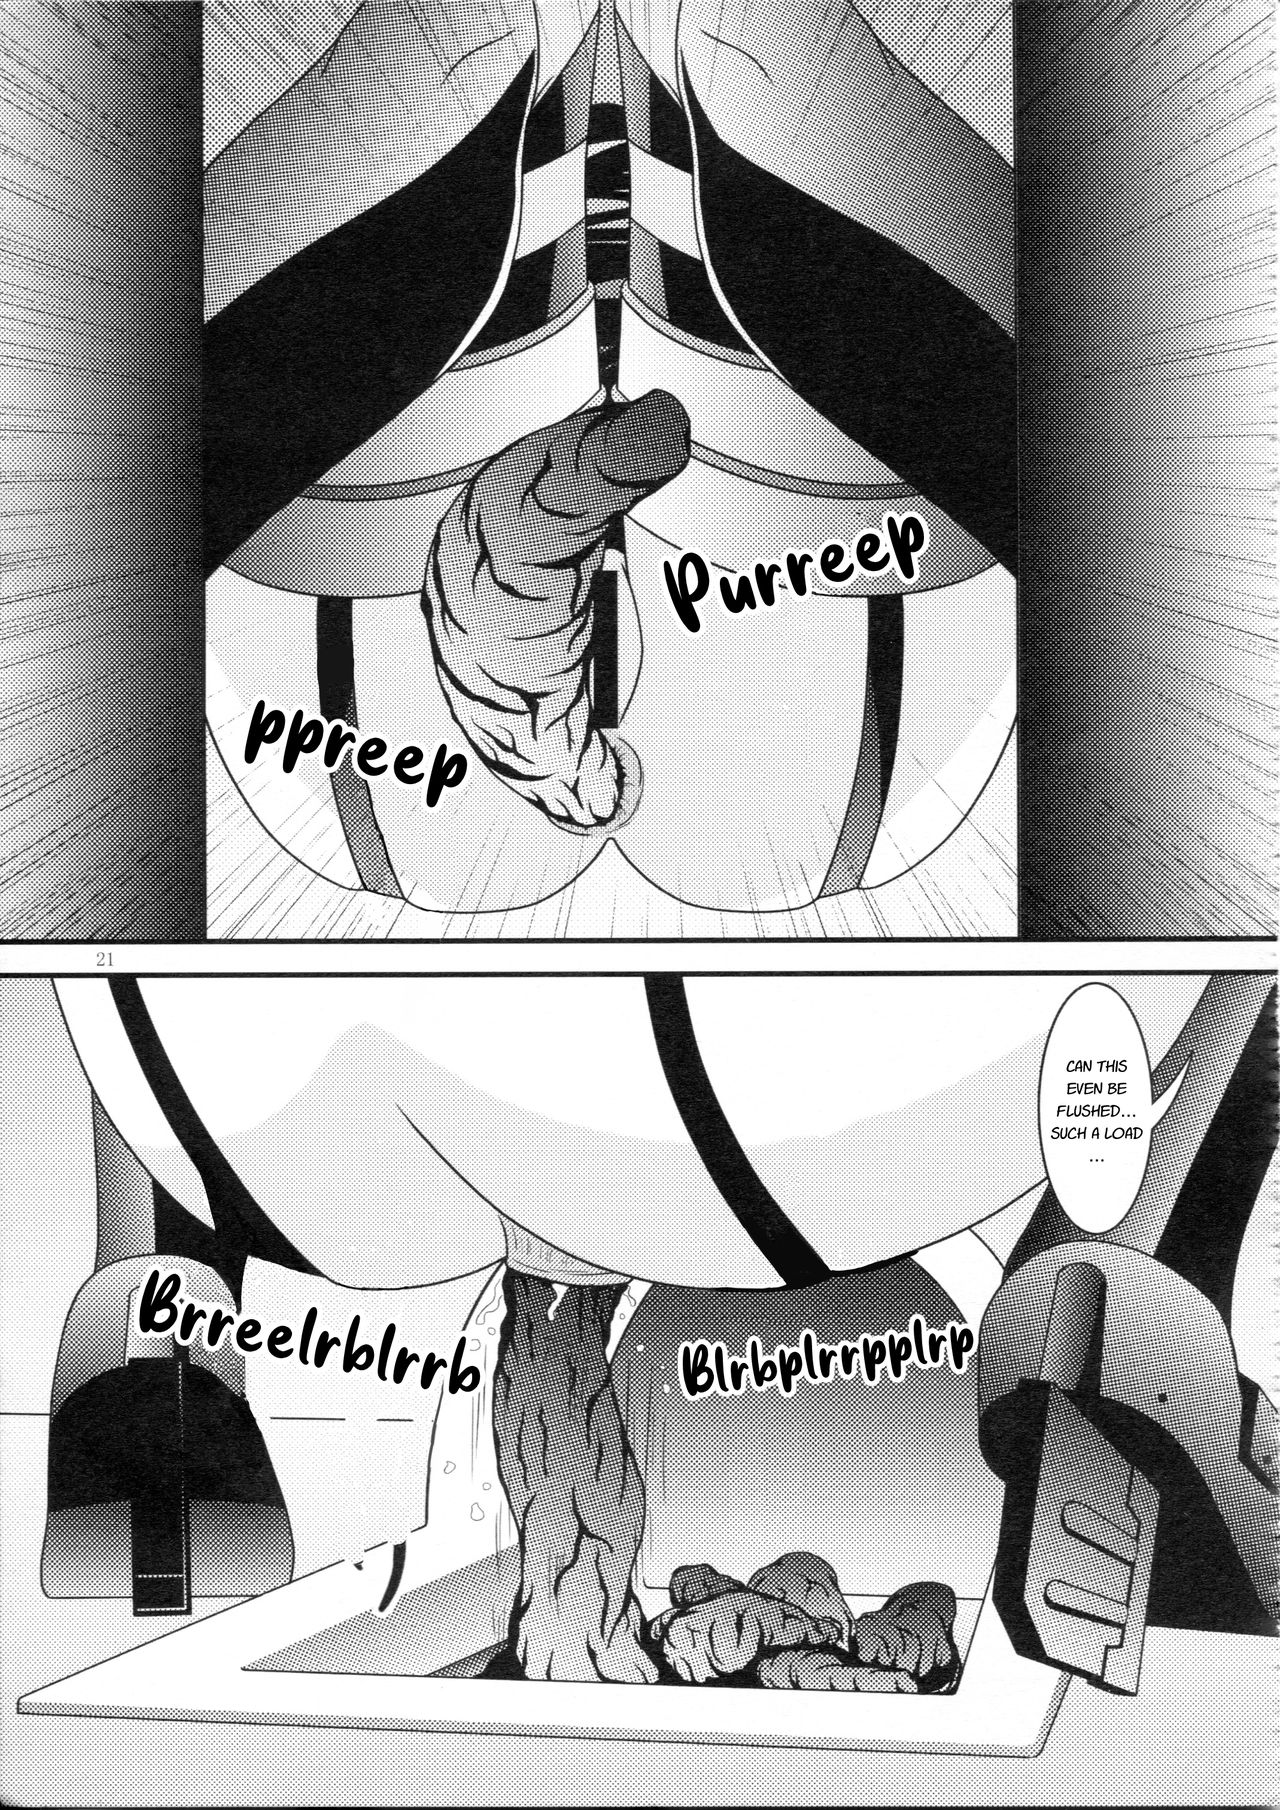 Purreep
ppreep
21
CAN THIS
EVEN BE
FLUSHED...
SUCH A LOAD
...
Brreelrblrrb
Blrbplrrpplrp